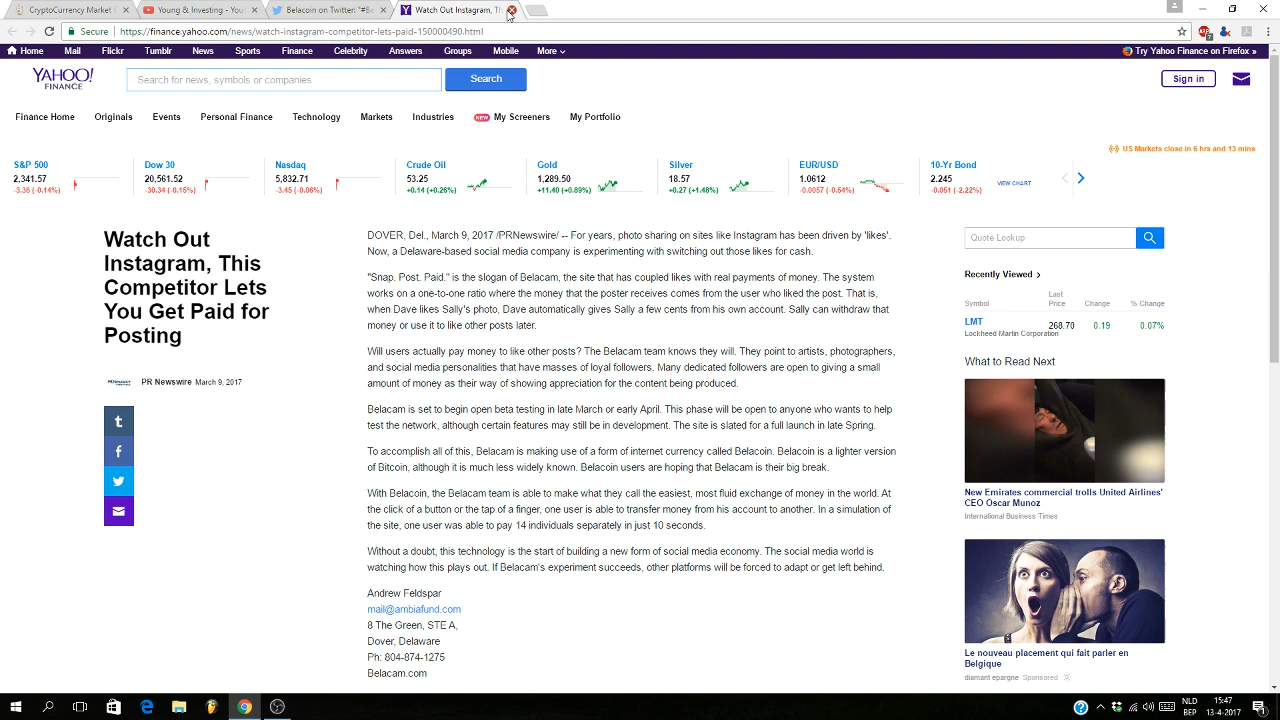 CryptoCurrency Market
Young & Investing - You
Belacoin on Twitter: "#E
Watch Out Instagram, Th
Secure
https://finance.yahoo.com/news/watch-instagram-competitor-lets-paid-150000490.html
Home Mail Flickr Tumblr News Sports Finance Celebrity Answers Groups Mobile More
Try Yahoo Finance on Firefox »
YAHOO!
FINANCE
Search for news, symbols or companies
Search
Sign in
Finance Home Originals Events Personal Finance Technology Markets Industries NEW My Screeners My Portfolio
US Markets close in 6 hrs and 13 mins
S&P 500
2,341.57
-3.36 (-0.14%)
Dow 30
20,561.52
-30.34 (-0.15%)
Nasdaq
5,832.71
-3.45 (-0.06%)
Crude Oil
53.25
+0.14 (+0.26%)
Gold
1,289.50
+11.40 (+0.89%)
Silver
18.57
+0.27 (+1.48%)
EUR/USD
1.0612
-0.0057 (-0.54%)
10-Yr Bond
2.245
-0.051 (-2.22%)
VIEW CHART
Watch Out
Instagram, This
Competitor Lets
You Get Paid for
Posting
PR Newswire March 9, 2017
DOVER, Del., March 9, 2017 /PRNewswire/ -- For years, photo sharing on sites like Instagram has been driven by 'likes'.
Now, a Delaware-based social media company is experimenting with switching out those likes for cash.
"Snap. Post. Paid." is the slogan of Belacam, the site that has coupled likes with real payments of money. The system
works on a one-to-one ratio where the money that the poster receives comes from the user who liked the post. That is,
when Dave likes Sally's photo, Dave automatically gives Sally a few cents from his own account. Sally can withdraw that
money or use it to like other posts later.
Will users actually pay money to like other posts? The Belacam team knows they will. They point to artists, photographers,
and social media personalities that have masses of loyal followers. Many dedicated followers are open to giving a small
amount of money as their way of showing appreciation for the content being produced.
Belacam is set to begin open beta testing in late March or early April. This phase will be open to anyone who wants to help
test the network, although certain features may still be in development. The site is slated for a full launch in late Spring.
To accomplish all of this, Belacam is making use of a form of internet currency called Belacoin. Belacoin is a lighter version
of Bitcoin, although it is much less widely known. Belacoin users are hoping that Belacam is their big break.
With Belacoin, the Belacam team is able to make what they call the easiest, most fluid exchange of money in the world. At
the click of a button or the tap of a finger, one user is able to transfer money from his account to another. In a simulation of
the site, one user was able to pay 14 individuals separately in just 10 seconds.
Without a doubt, this technology is the start of building a new form of social media economy. The social media world is
watching how this plays out. If Belacam's experiment succeeds, other platforms will be forced to adapt or get left behind.
Andrew Feldspar
mail@ambiafund.com
8 The Green, STE A,
Dover, Delaware
Ph: 804-874-1275
Belacam.com
Quote Lookup
Recently Viewed
Symbol Last Price Change % Change
LMT 268.70 0.19 0.07%
Lockheed Martin Corporation
What to Read Next
New Emirates commercial trolls United Airlines'
CEO Oscar Munoz
International Business Times
Le nouveau placement qui fait parler en
Belgique
diamant epargne Sponsored
NLD
BEP
15:47
13-4-2017